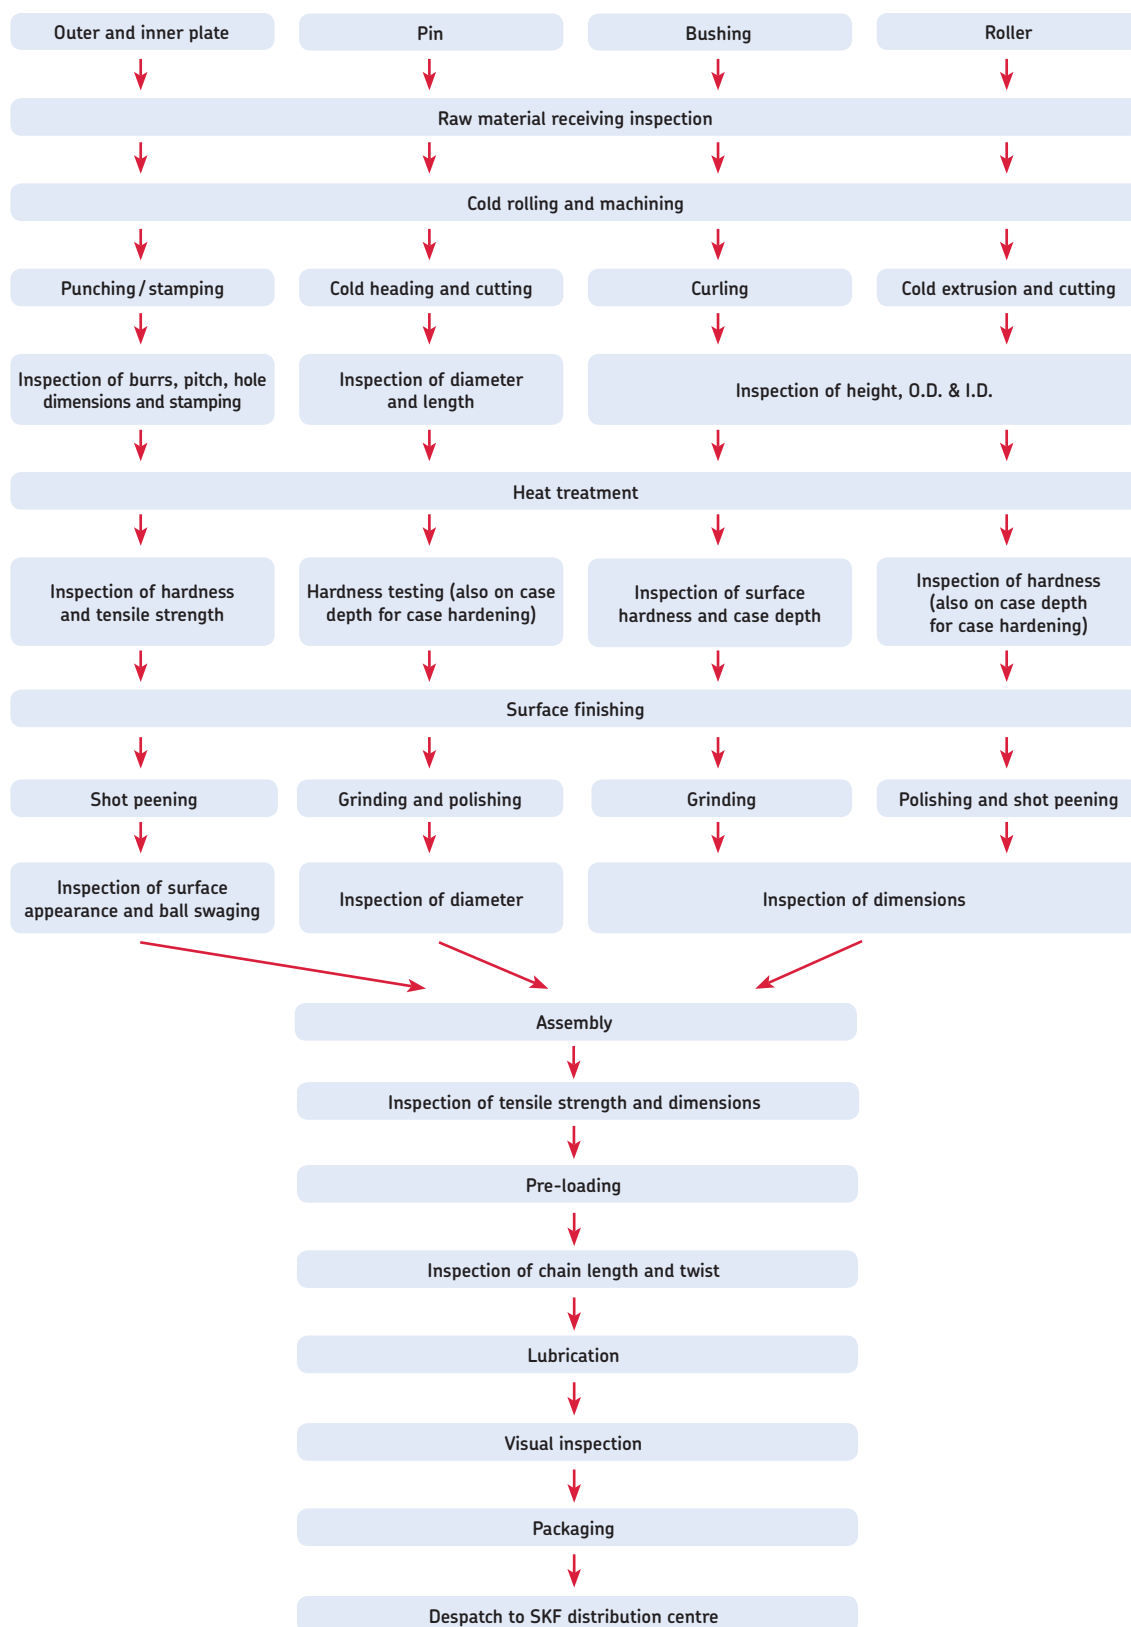 Outer and inner plate
Pin
Bushing
Roller
Raw material receiving inspection
Cold rolling and machining
Punching / stamping
Cold heading and cutting
Curling
Cold extrusion and cutting
Inspection of burrs, pitch, hole
dimensions and stamping
Inspection of diameter
and length
Inspection of height, O.D. & I.D.
Heat treatment
Inspection of hardness
and tensile strength
Hardness testing (also on case
depth for case hardening)
Inspection of surface
hardness and case depth
Inspection of hardness
(also on case depth
for case hardening)
Surface finishing
Shot peening
Grinding and polishing
Grinding
Polishing and shot peening
Inspection of surface
appearance and ball swaging
Inspection of diameter
Inspection of dimensions
Assembly
Inspection of tensile strength and dimensions
Pre-loading
Inspection of chain length and twist
Lubrication
Visual inspection
Packaging
Despatch to SKF distribution centre